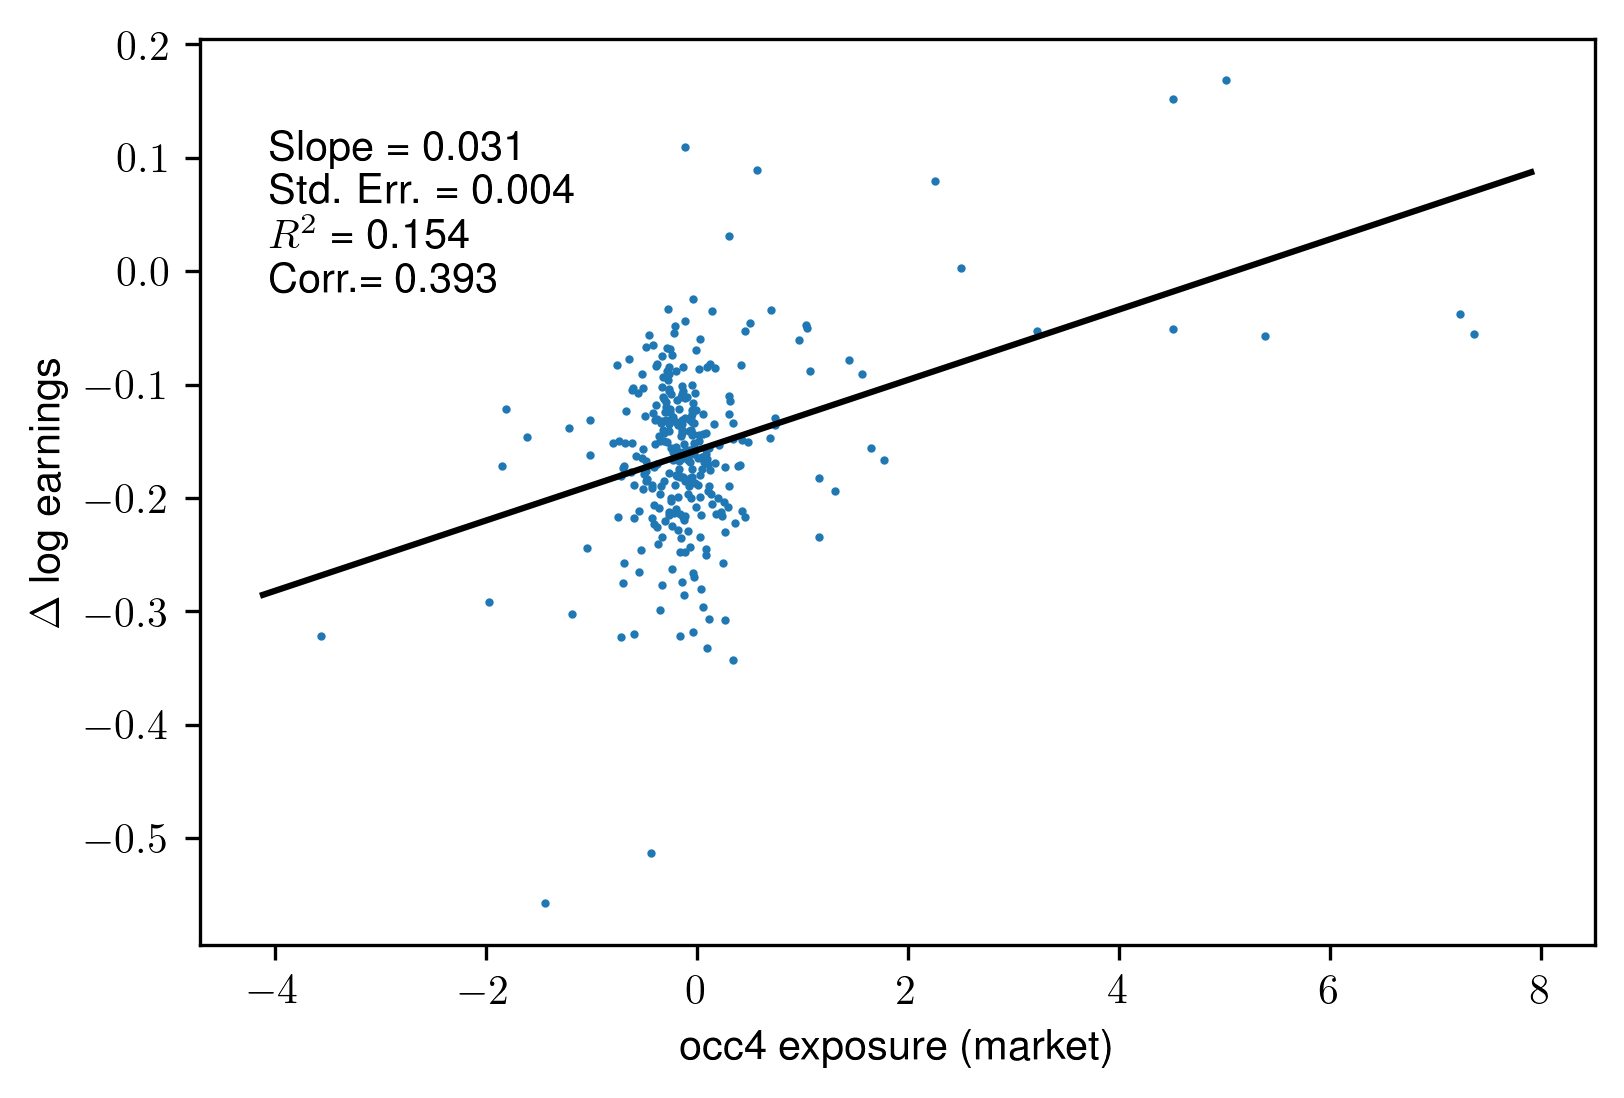 0.2
0.1
0.0
−0.1
−0.2
−0.3
−0.4
−0.5
Δ log earnings
Slope = 0.031
Std. Err. = 0.004
R² = 0.154
Corr.= 0.393
−4 −2 0 2 4 6 8
occ4 exposure (market)